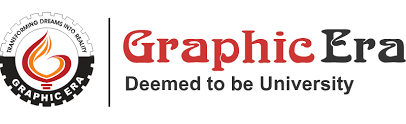 TRANSFORMING DREAMS INTO REALITY
GRAPHIC ERA
Graphic Era
Deemed to be University